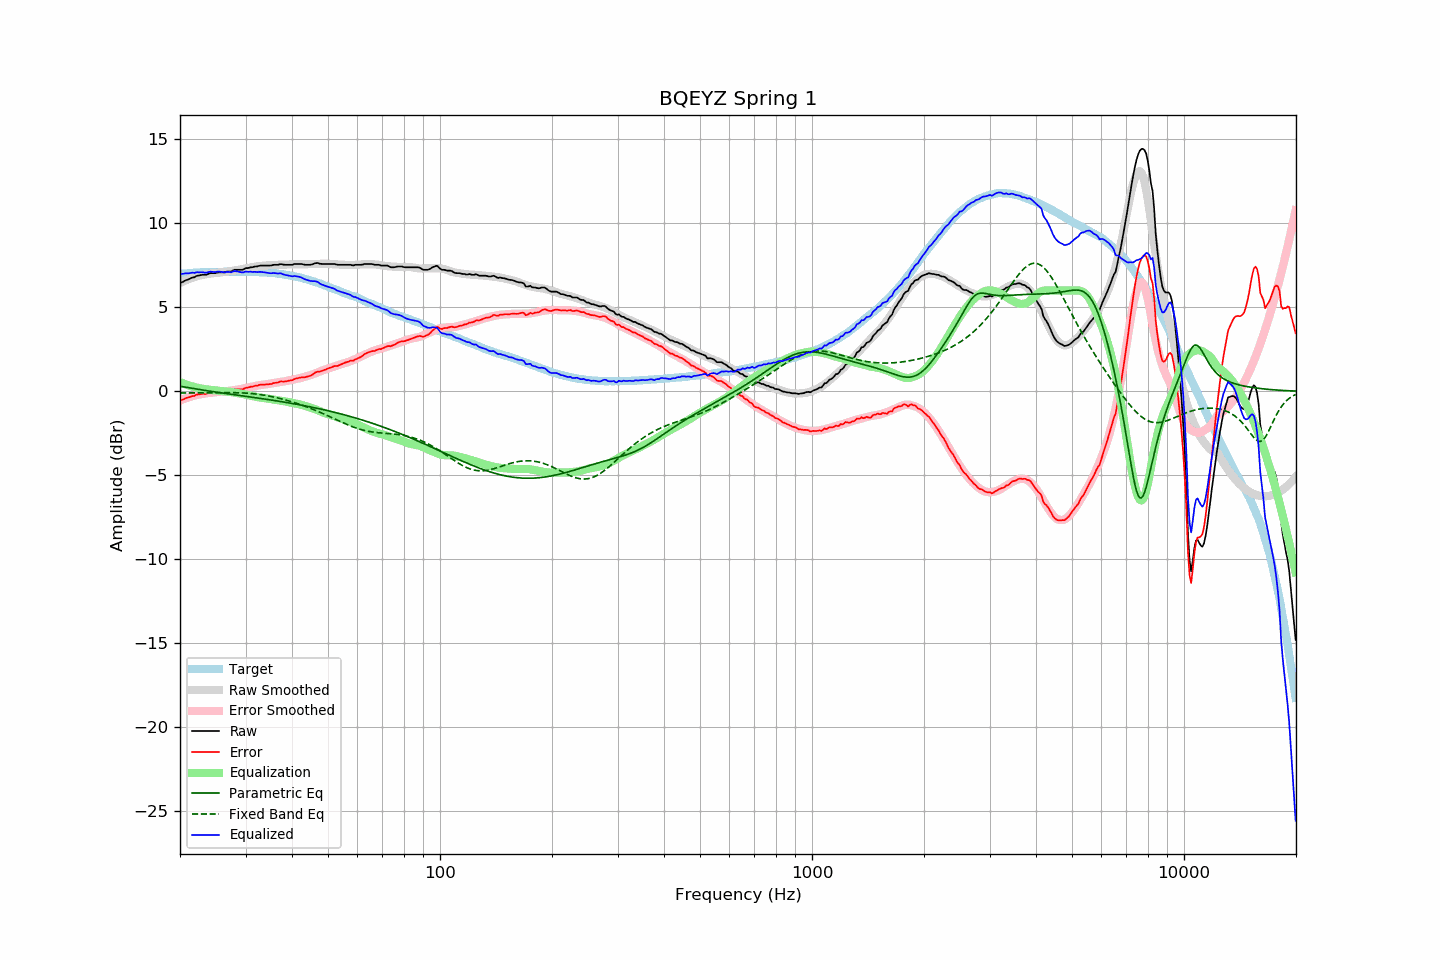 BQEYZ Spring 1
15
10
5
0
−5
−10
−15
−20
−25
Amplitude (dBr)
Target
Raw Smoothed
Error Smoothed
Raw
Error
Equalization
Parametric Eq
Fixed Band Eq
Equalized
100
1000
10000
Frequency (Hz)